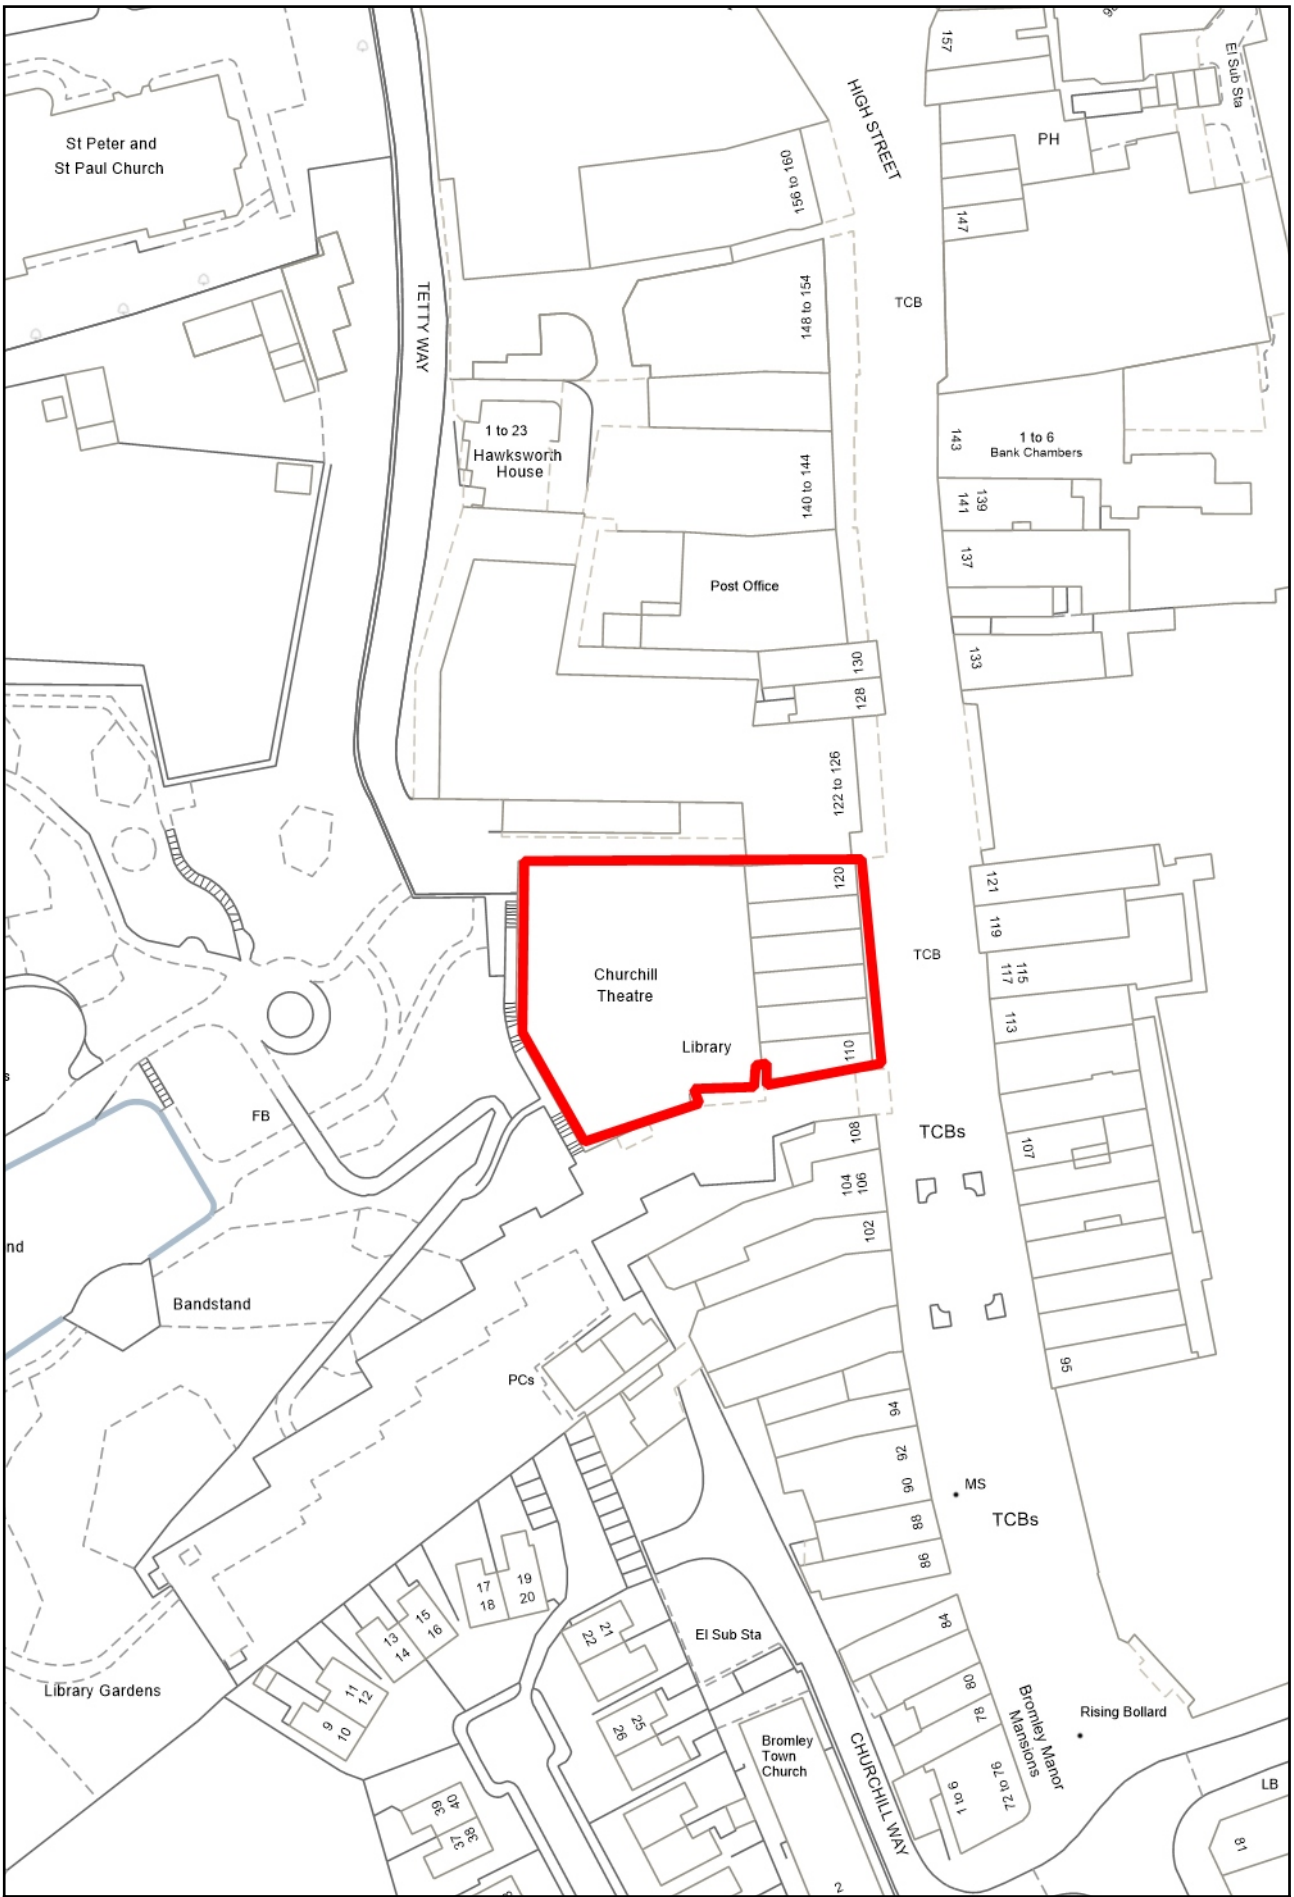 157
El Sub Sta
HIGH STREET
St Peter and
St Paul Church
PH
156 to 160
147
TETTY WAY
148 to 154
TCB
1 to 23
Hawksworth
House
143
1 to 6
Bank Chambers
140 to 144
139
141
137
Post Office
130
133
128
122 to 126
120
121
119
TCB
Churchill
Theatre
115
117
113
Library
110
FB
108
TCBs
107
104
106
102
nd
Bandstand
95
PCs
94
92
90
MS
88
TCBs
86
17
18
19
20
15
16
13
14
21
22
El Sub Sta
84
Library Gardens
11
12
9
10
80
78
Bromley Manor
Mansions
Rising Bollard
25
26
Bromley
Town
Church
CHURCHILL WAY
72 to 76
1 to 6
LB
40
39
38
37
81
2